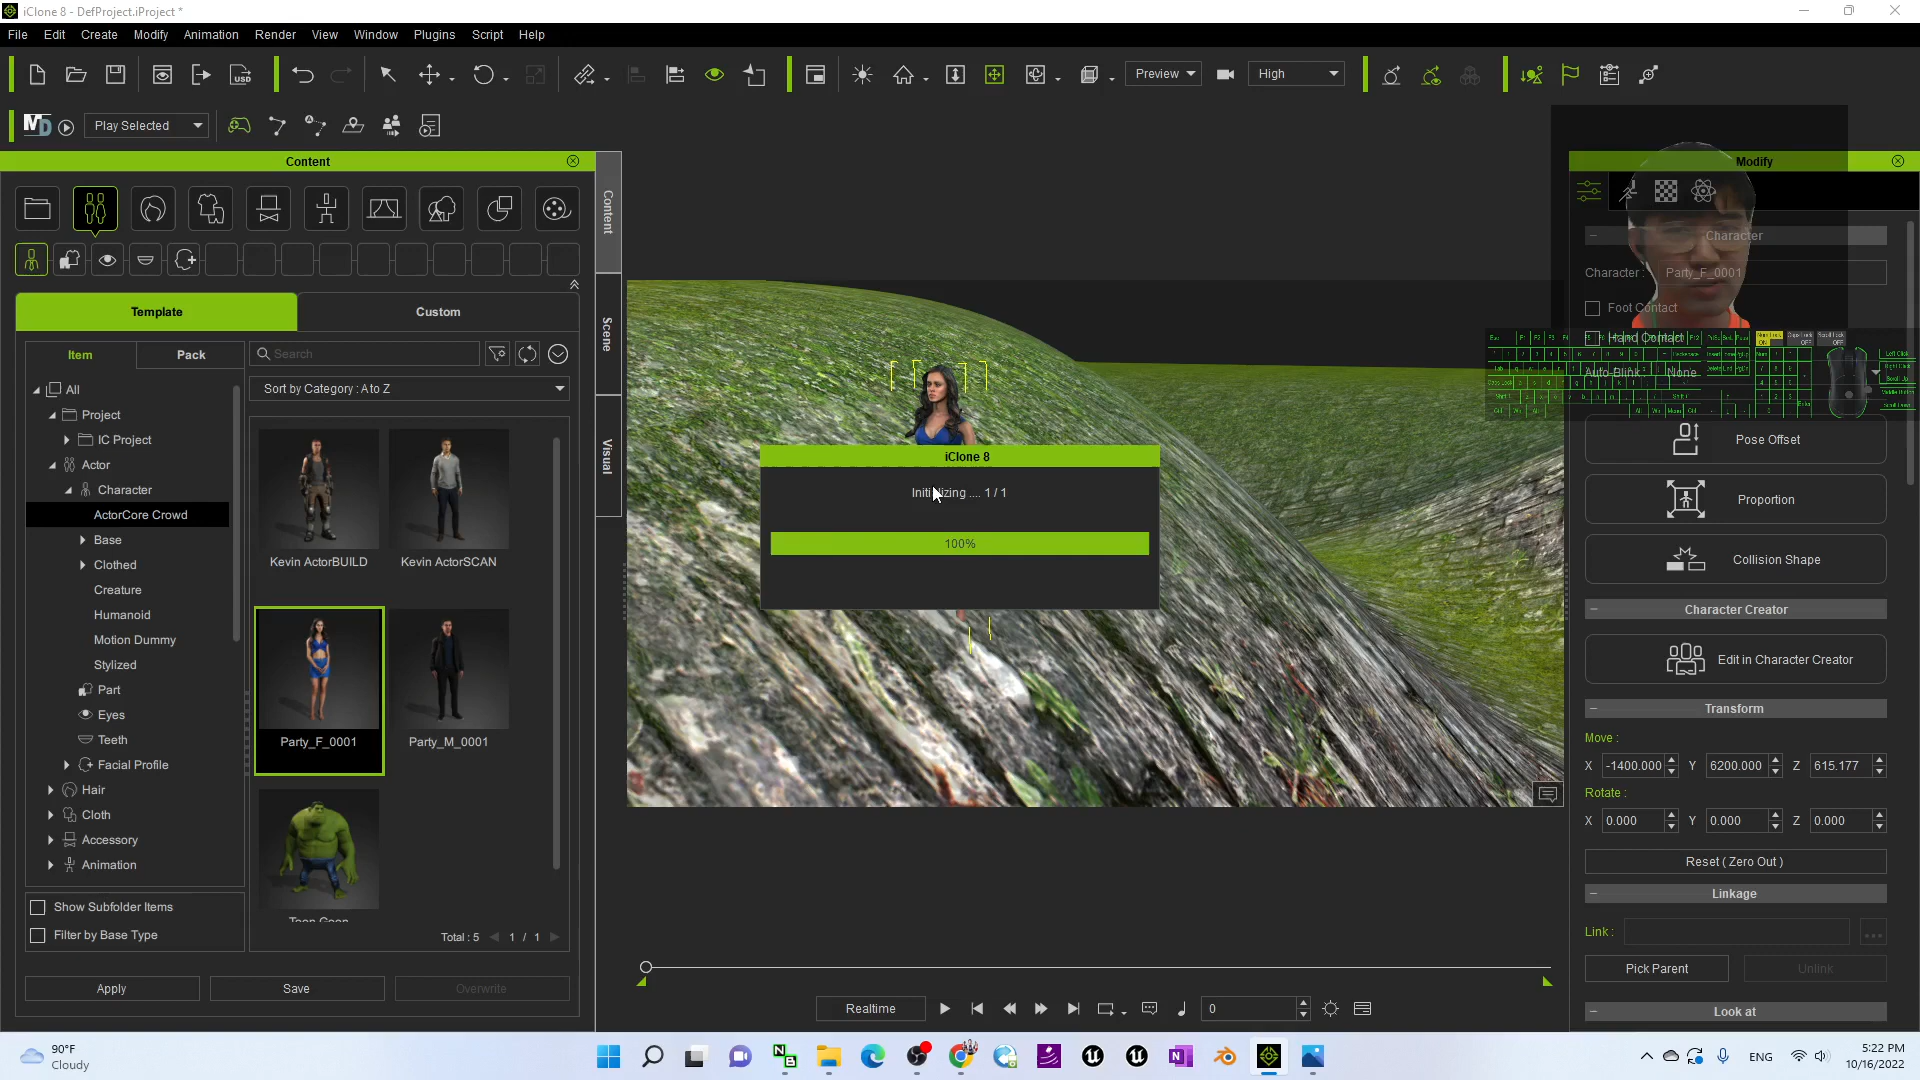 iClone 8 - DefProject.iProject *
File Edit Create Modify Animation Render View Window Plugins Script Help
USD Preview High
MD Play Selected
Content
Modify
Content
Scene
Visual
Template Custom
Item Pack Search
Sort by Category : A to Z
All
Project
IC Project
Actor
Character
ActorCore Crowd
Base
Clothed
Creature
Humanoid
Motion Dummy
Stylized
Part
Eyes
Teeth
Facial Profile
Hair
Cloth
Accessory
Animation
Show Subfolder Items
Filter by Base Type
Kevin ActorBUILD Kevin ActorSCAN
Party_F_0001 Party_M_0001
Total : 5 1 / 1
Apply Save Overwrite
iClone 8
1 / 1
100%
Realtime 0
Character
Character : Party_F_0001
Foot Contact
Hand Contact
Auto-Blink : None
Pose Offset
Proportion
Collision Shape
Character Creator
Edit in Character Creator
Transform
Move :
X -1400.000 Y 6200.000 Z 615.177
Rotate :
X 0.000 Y 0.000 Z 0.000
Reset ( Zero Out )
Linkage
Link : ...
Pick Parent Unlink
Look at
90°F
Cloudy
ENG
5:22 PM
10/16/2022